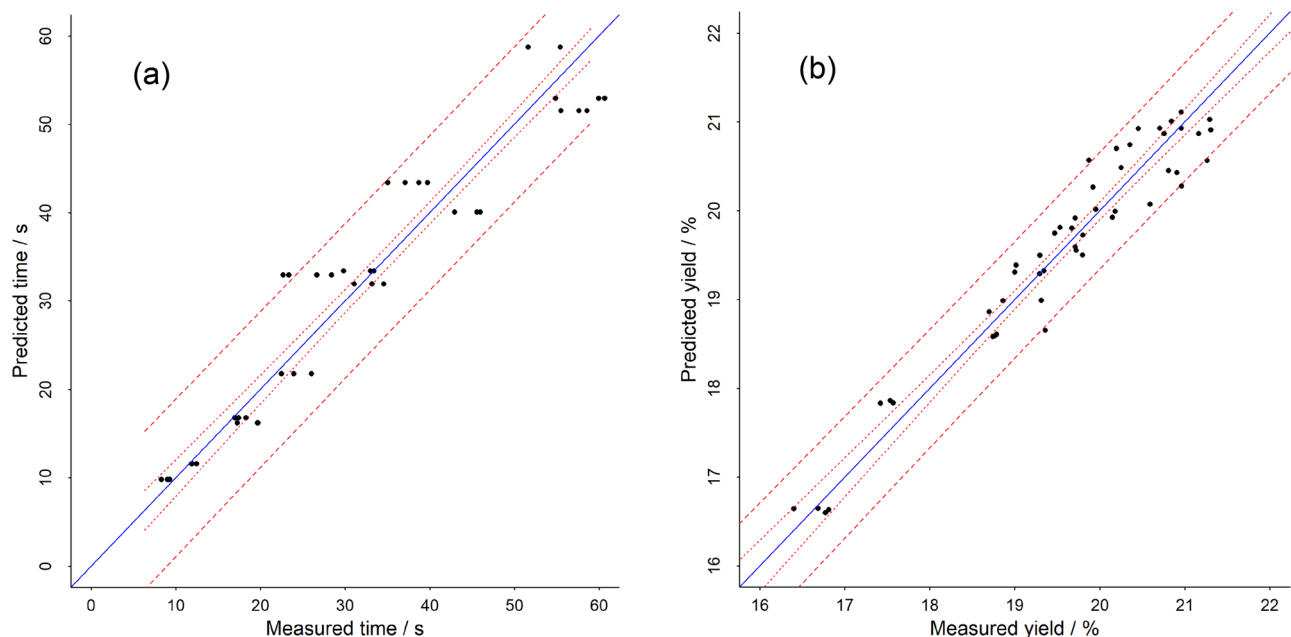 (a)
Predicted time / s
60
50
40
30
20
10
0
0 10 20 30 40 50 60
Measured time / s
(b)
Predicted yield / %
22
21
20
19
18
17
16
16 17 18 19 20 21 22
Measured yield / %